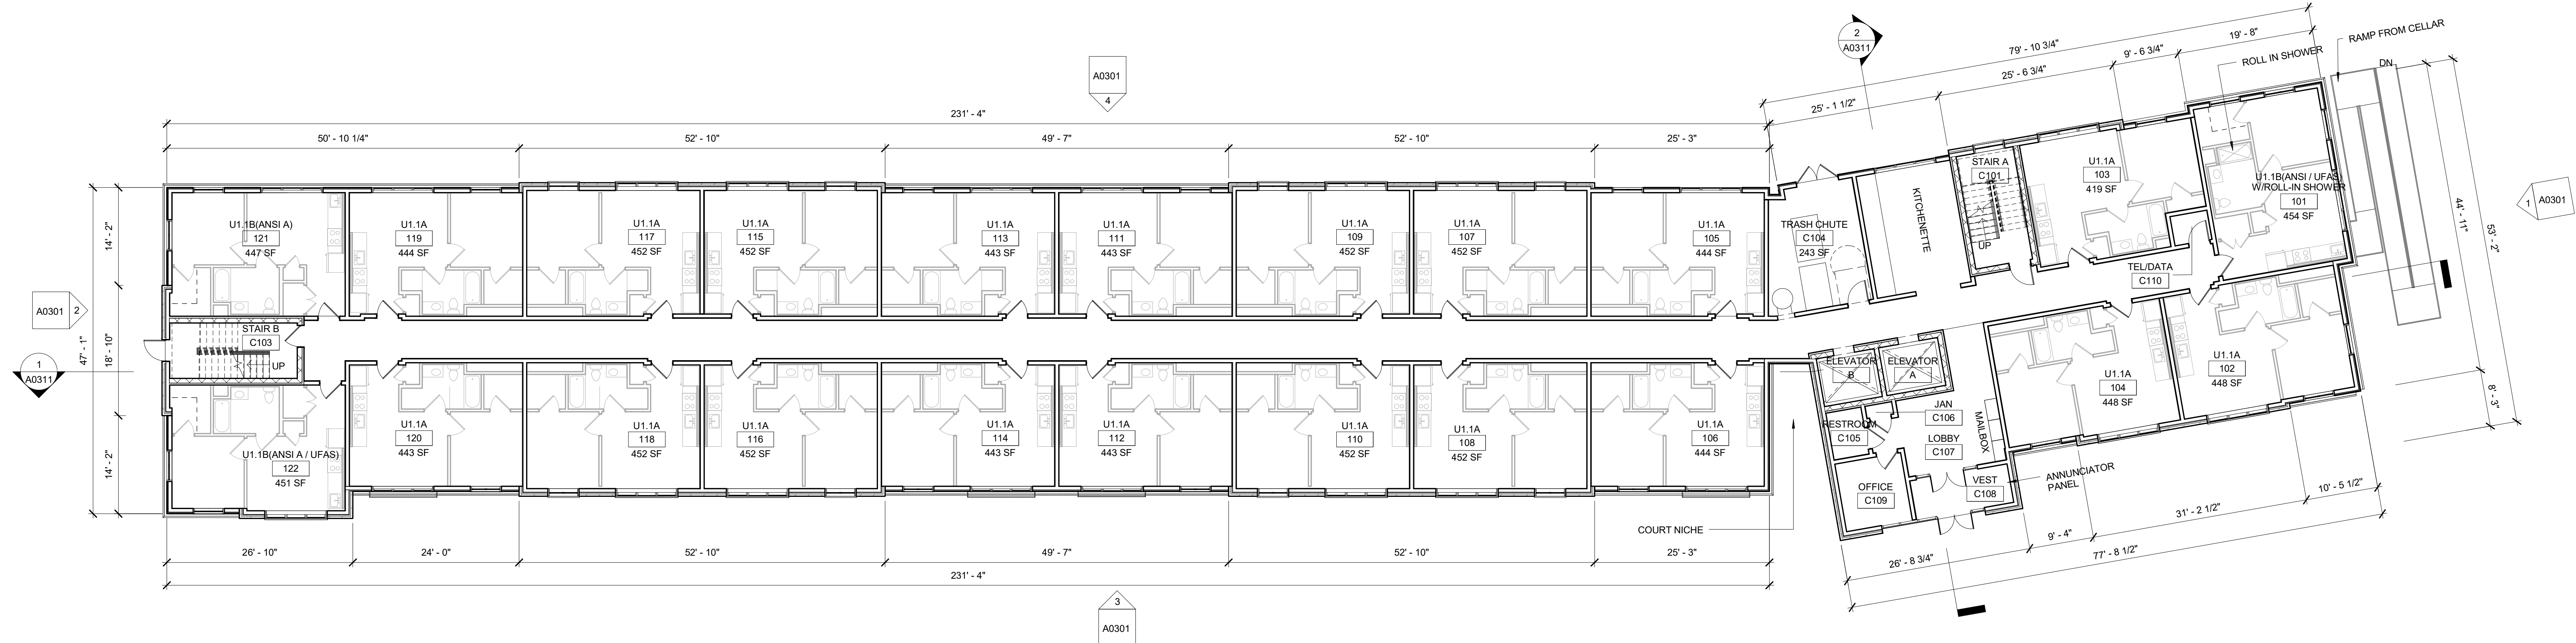 2
A0311
79' - 10 3/4"
25' - 1 1/2"
25' - 6 3/4"
9' - 6 3/4"
19' - 8"
ROLL IN SHOWER
RAMP FROM CELLAR
DN
A0301
4
231' - 4"
50' - 10 1/4"
52' - 10"
49' - 7"
52' - 10"
25' - 3"
14' - 2"
18' - 10"
14' - 2"
47' - 1"
A0301
2
1
A0311
U1.1B(ANSI A)
121
447 SF
U1.1A
119
444 SF
U1.1A
117
452 SF
U1.1A
115
452 SF
U1.1A
113
443 SF
U1.1A
111
443 SF
U1.1A
109
452 SF
U1.1A
107
452 SF
U1.1A
105
444 SF
TRASH CHUTE
C104
243 SF
KITCHENETTE
STAIR A
C101
UP
U1.1A
103
419 SF
U1.1B(ANSI / UFAS)
W/ROLL-IN SHOWER
101
454 SF
TEL/DATA
C110
1
A0301
44' - 11"
53' - 2"
8' - 3"
STAIR B
C103
UP
U1.1B(ANSI A / UFAS)
122
451 SF
U1.1A
120
443 SF
U1.1A
118
452 SF
U1.1A
116
452 SF
U1.1A
114
443 SF
U1.1A
112
443 SF
U1.1A
110
452 SF
U1.1A
108
452 SF
U1.1A
106
444 SF
ELEVATOR
B
ELEVATOR
A
JAN
C106
RESTROOM
C105
LOBBY
C107
MAILBOX
OFFICE
C109
VEST
C108
ANNUNCIATOR
PANEL
U1.1A
104
448 SF
U1.1A
102
448 SF
COURT NICHE
26' - 10"
24' - 0"
52' - 10"
49' - 7"
52' - 10"
25' - 3"
231' - 4"
26' - 8 3/4"
9' - 4"
31' - 2 1/2"
10' - 5 1/2"
77' - 8 1/2"
3
A0301